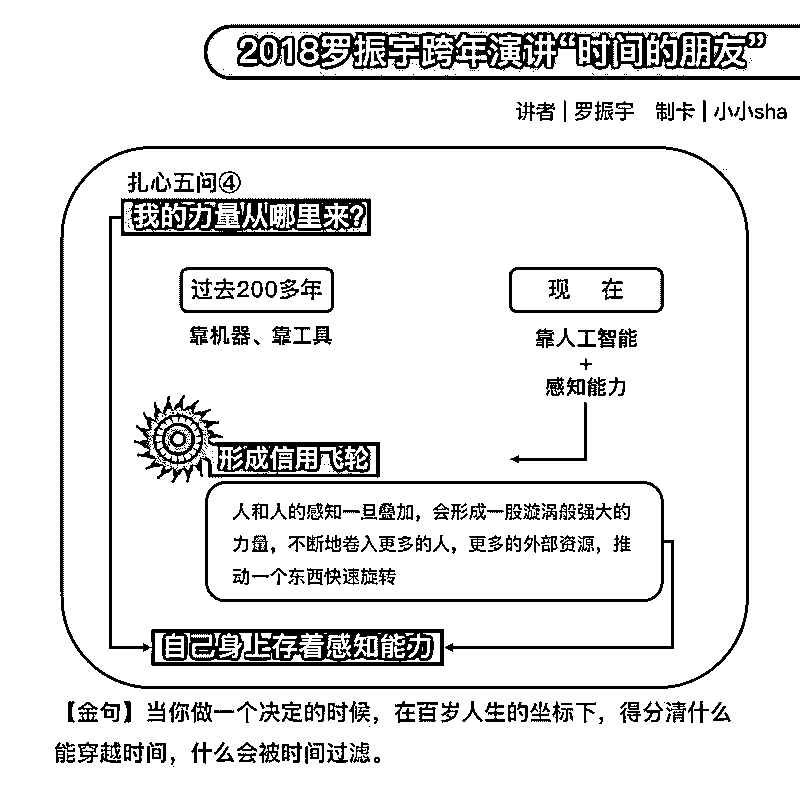 2018罗振宇跨年演讲“时间的朋友”
讲者 | 罗振宇 制卡 | 小小sha
扎心五问④
我的力量从哪里来?
过去200多年
现 在
靠机器、靠工具
靠人工智能
+
感知能力
形成信用飞轮
人和人的感知一旦叠加，会形成一股漩涡般强大的
力量，不断地卷入更多的人，更多的外部资源，推
动一个东西快速旋转
自己身上存着感知能力
【金句】当你做一个决定的时候，在百岁人生的坐标下，得分清什么
能穿越时间，什么会被时间过滤。